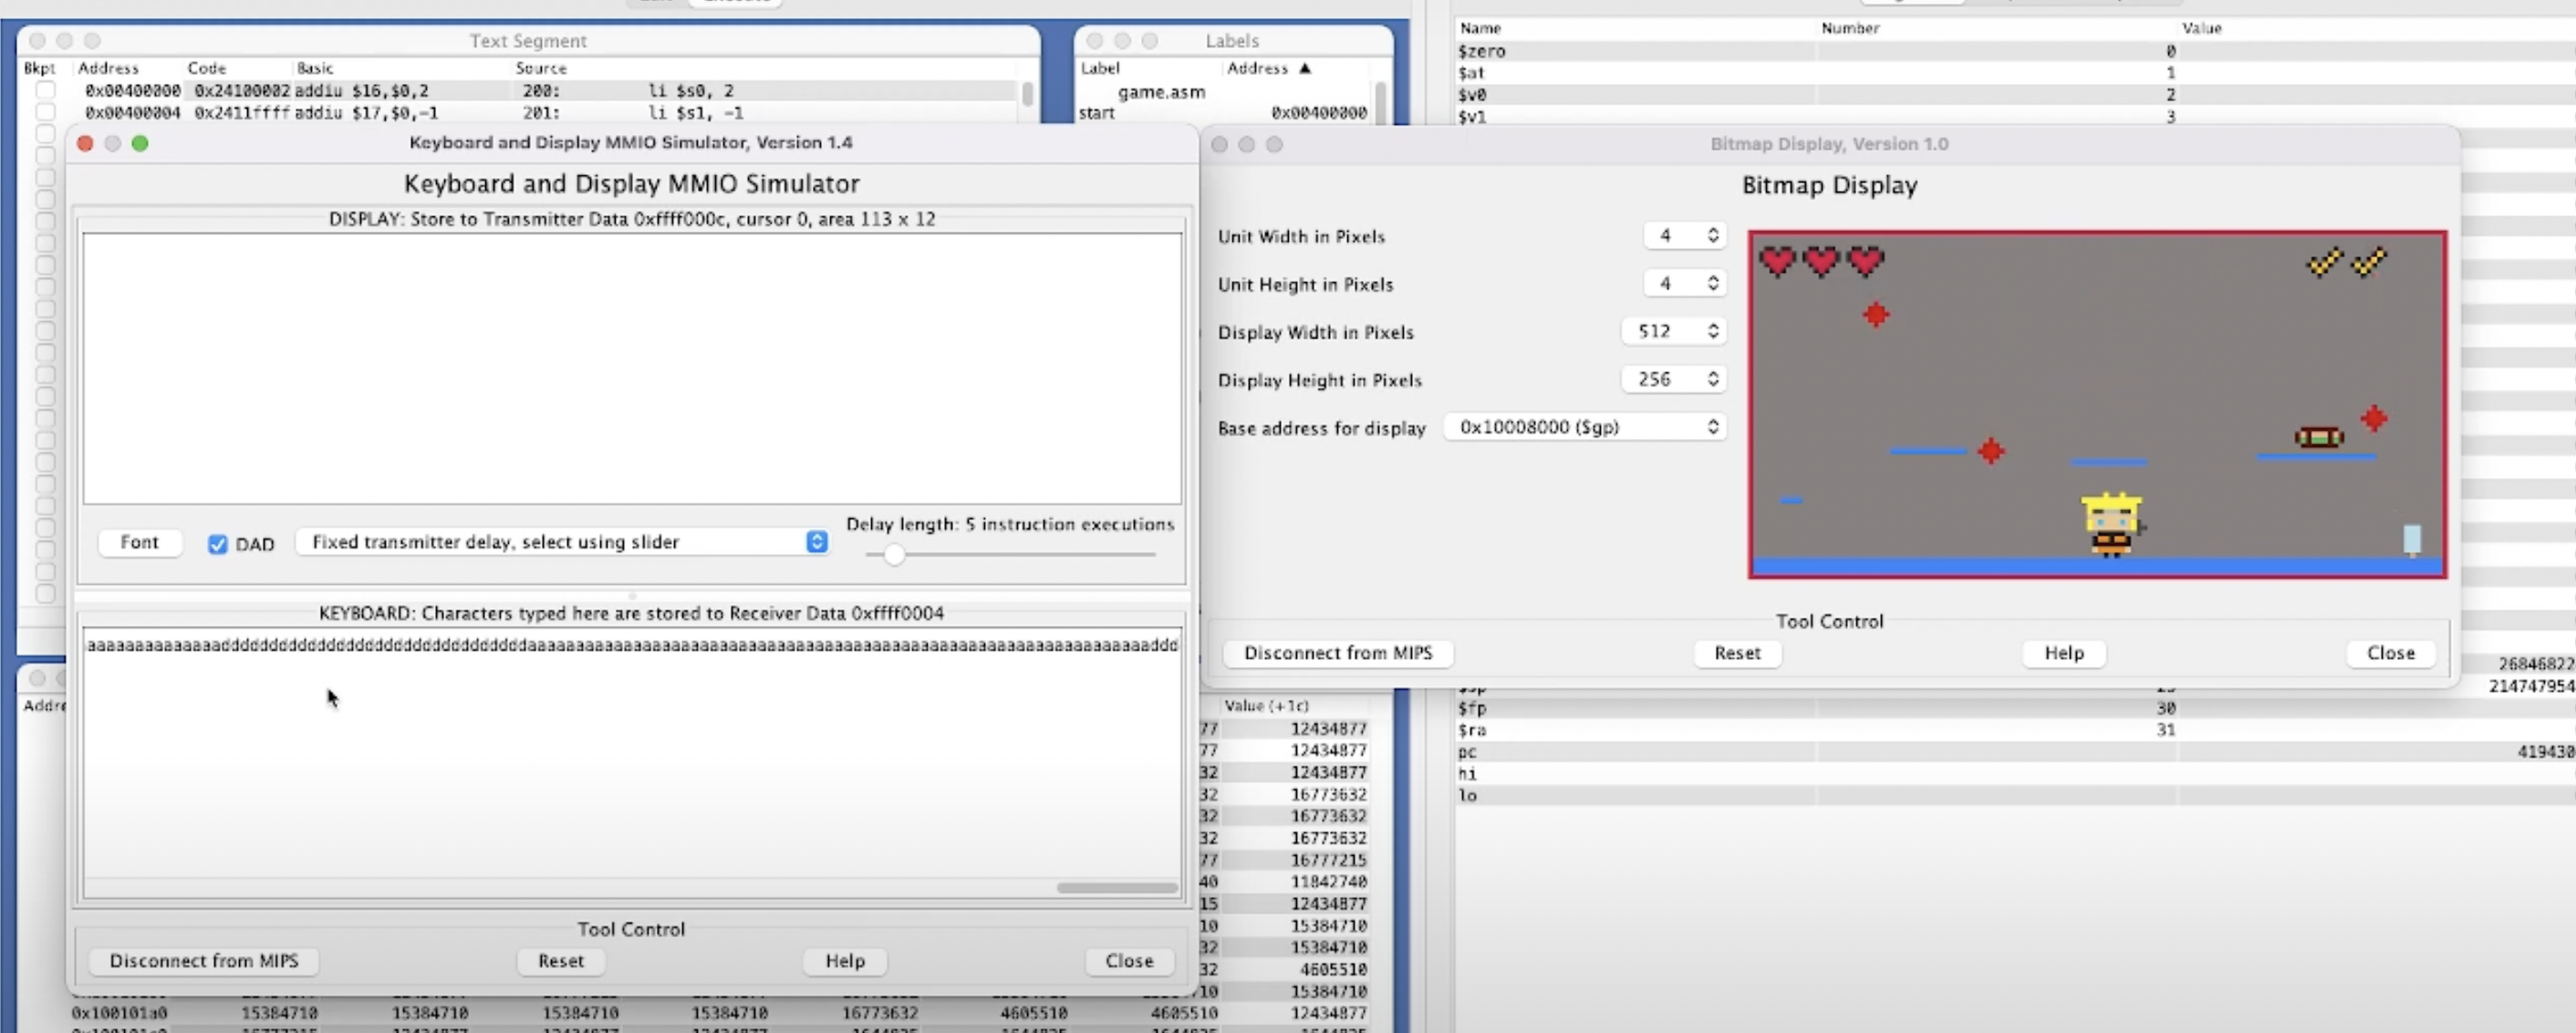 Name Number Value
$zero 0
$at 1
$v0 2
$v1 3
Text Segment
Bkpt Address Code Basic Source
0x00400000 0x24100002 addiu $16,$0,2 200: li $s0, 2
0x00400004 0x2411ffff addiu $17,$0,-1 201: li $s1, -1
Labels
Label Address ▲
game.asm
start 0x00400000
Keyboard and Display MMIO Simulator, Version 1.4
Keyboard and Display MMIO Simulator
DISPLAY: Store to Transmitter Data 0xffff000c, cursor 0, area 113 x 12
Font
DAD
Fixed transmitter delay, select using slider
Delay length: 5 instruction executions
KEYBOARD: Characters typed here are stored to Receiver Data 0xffff0004
Tool Control
Disconnect from MIPS Reset Help Close
Bitmap Display, Version 1.0
Bitmap Display
Unit Width in Pixels 4
Unit Height in Pixels 4
Display Width in Pixels 512
Display Height in Pixels 256
Base address for display 0x10008000 ($gp)
Tool Control
Disconnect from MIPS Reset Help Close
26846822
214747954
$fp 30
$ra 31
pc 419430
hi
lo
Addre
Value (+1c)
77 12434877
77 12434877
32 12434877
32 16773632
32 16773632
32 16773632
77 16777215
40 11842740
15 12434877
10 15384710
32 15384710
32 4605510
10 15384710
0x100101a0 15384710 15384710 15384710 15384710 16773632 4605510 4605510 12434877